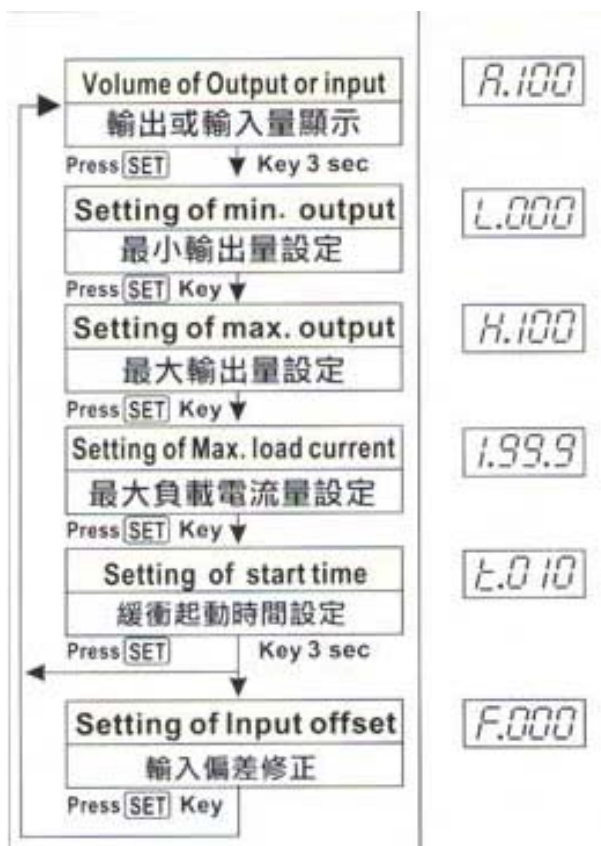 Volume of Output or input
輸出或輸入量顯示
A.100
Press SET Key 3 sec
Setting of min. output
最小輸出量設定
L.000
Press SET Key
Setting of max. output
最大輸出量設定
H.100
Press SET Key
Setting of Max. load current
最大負載電流量設定
I.99.9
Press SET Key
Setting of start time
緩衝起動時間設定
t.010
Press SET Key 3 sec
Setting of Input offset
輸入偏差修正
F.000
Press SET Key